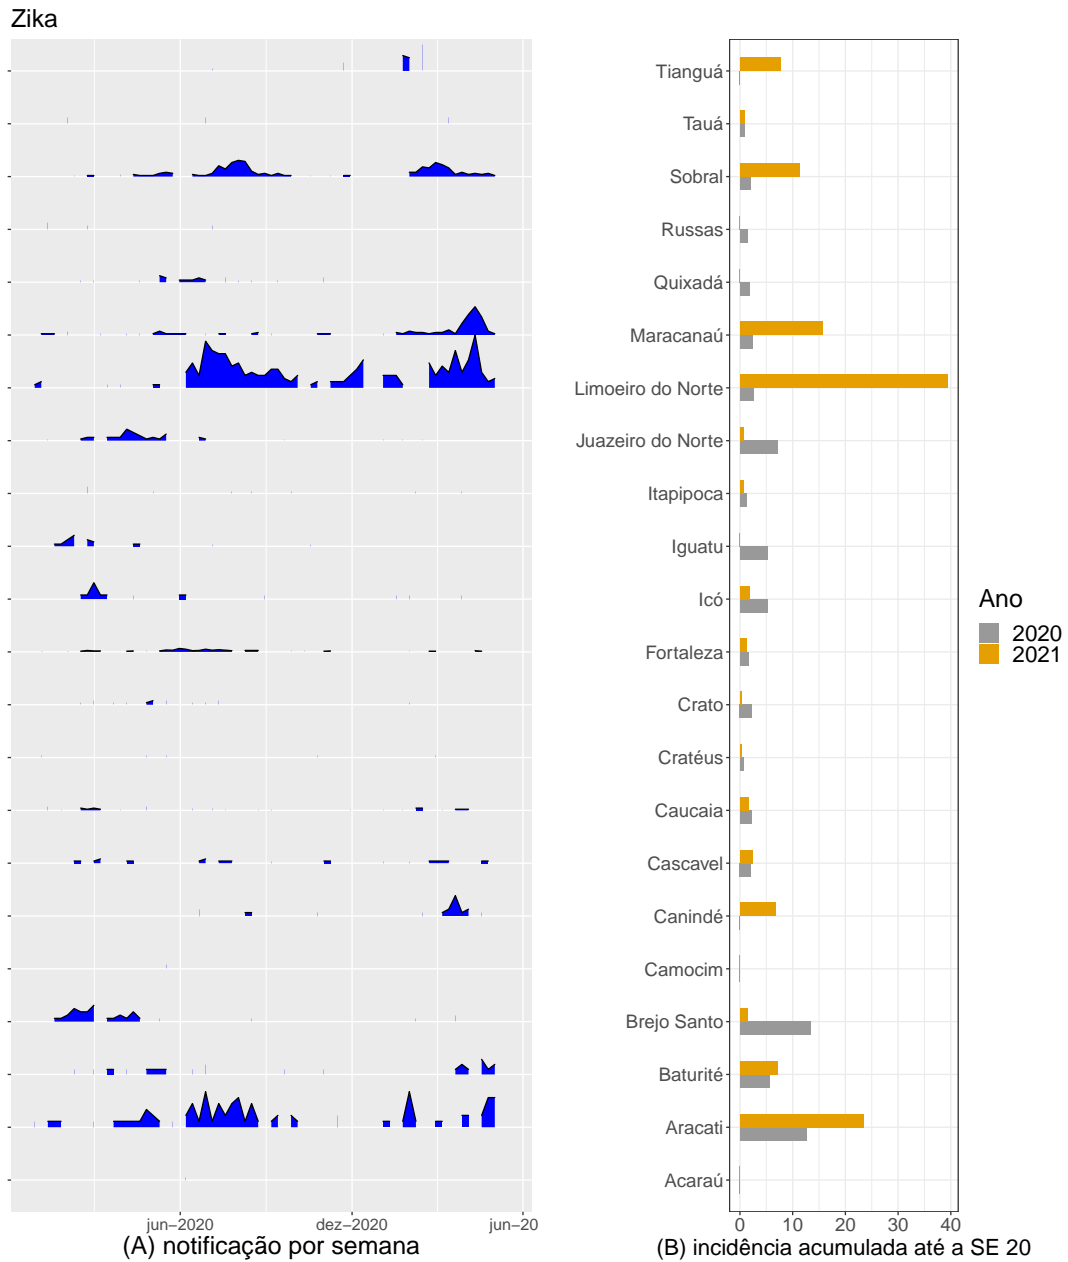 Zika
Tianguá
Tauá
Sobral
Russas
Quixadá
Maracanaú
Limoeiro do Norte
Juazeiro do Norte
Itapipoca
Iguatu
Icó
Fortaleza
Crato
Cratéus
Caucaia
Cascavel
Canindé
Camocim
Brejo Santo
Baturité
Aracati
Acaraú
Ano
2020
2021
jun–2020 dez–2020 jun–20
0 10 20 30 40
(A) notificação por semana
(B) incidência acumulada até a SE 20